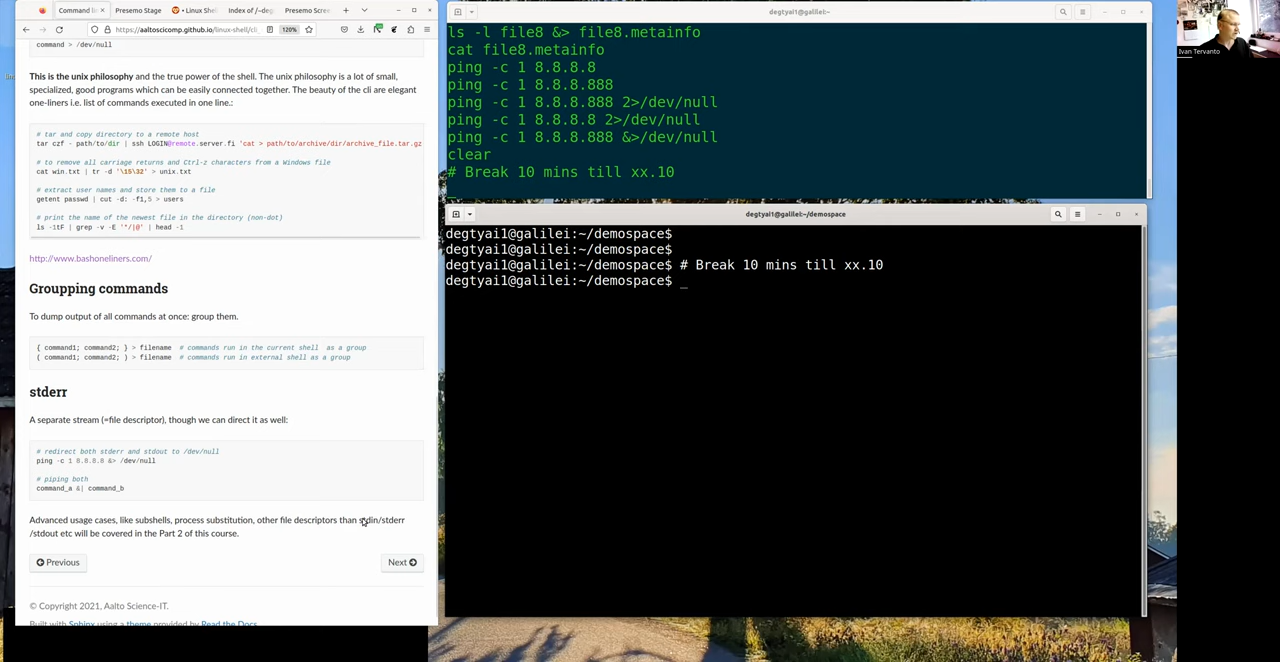 Command li
Presemo Stage
• Linux Shel
Index of /~deg
Presemo Scree
https://aaltoscicomp.github.io/linux-shell/cli_
120%
command > /dev/null
This is the unix philosophy and the true power of the shell. The unix philosophy is a lot of small,
specialized, good programs which can be easily connected together. The beauty of the cli are elegant
one-liners i.e. list of commands executed in one line.:
# tar and copy directory to a remote host
tar czf - path/to/dir | ssh LOGIN@remote.server.fi 'cat > path/to/archive/dir/archive_file.tar.gz
# to remove all carriage returns and Ctrl-z characters from a Windows file
cat win.txt | tr -d '\15\32' > unix.txt
# extract user names and store them to a file
getent passwd | cut -d: -f1,5 > users
# print the name of the newest file in the directory (non-dot)
ls -1tF | grep -v -E '*/|@' | head -1
http://www.bashoneliners.com/
Groupping commands
To dump output of all commands at once: group them.
{ command1; command2; } > filename # commands run in the current shell as a group
( command1; command2; ) > filename # commands run in external shell as a group
stderr
A separate stream (=file descriptor), though we can direct it as well:
# redirect both stderr and stdout to /dev/null
ping -c 1 8.8.8.8 &> /dev/null
# piping both
command_a &| command_b
Advanced usage cases, like subshells, process substitution, other file descriptors than stdin/stderr
/stdout etc will be covered in the Part 2 of this course.
Previous
Next
© Copyright 2021, Aalto Science-IT.
Built with Sphinx using a theme provided by Read the Docs.
degtyai1@galilei:~
ls -l file8 &> file8.metainfo
cat file8.metainfo
ping -c 1 8.8.8.8
ping -c 1 8.8.8.888
ping -c 1 8.8.8.888 2>/dev/null
ping -c 1 8.8.8.8 2>/dev/null
ping -c 1 8.8.8.888 &>/dev/null
clear
# Break 10 mins till xx.10
degtyai1@galilei:~/demospace
degtyai1@galilei:~/demospace$
degtyai1@galilei:~/demospace$
degtyai1@galilei:~/demospace$ # Break 10 mins till xx.10
degtyai1@galilei:~/demospace$ _
Ivan Tervanto